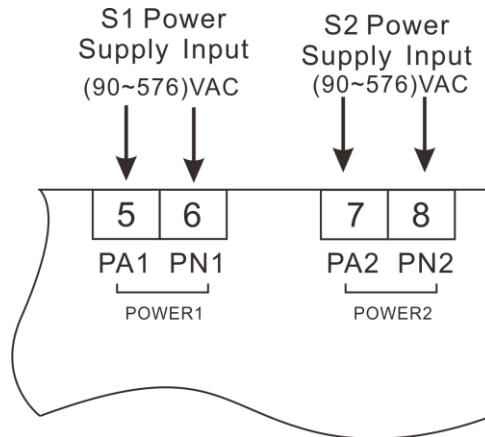 S1 Power
Supply Input
(90~576)VAC
S2 Power
Supply Input
(90~576)VAC
5 6
7 8
PA1 PN1
PA2 PN2
POWER1
POWER2